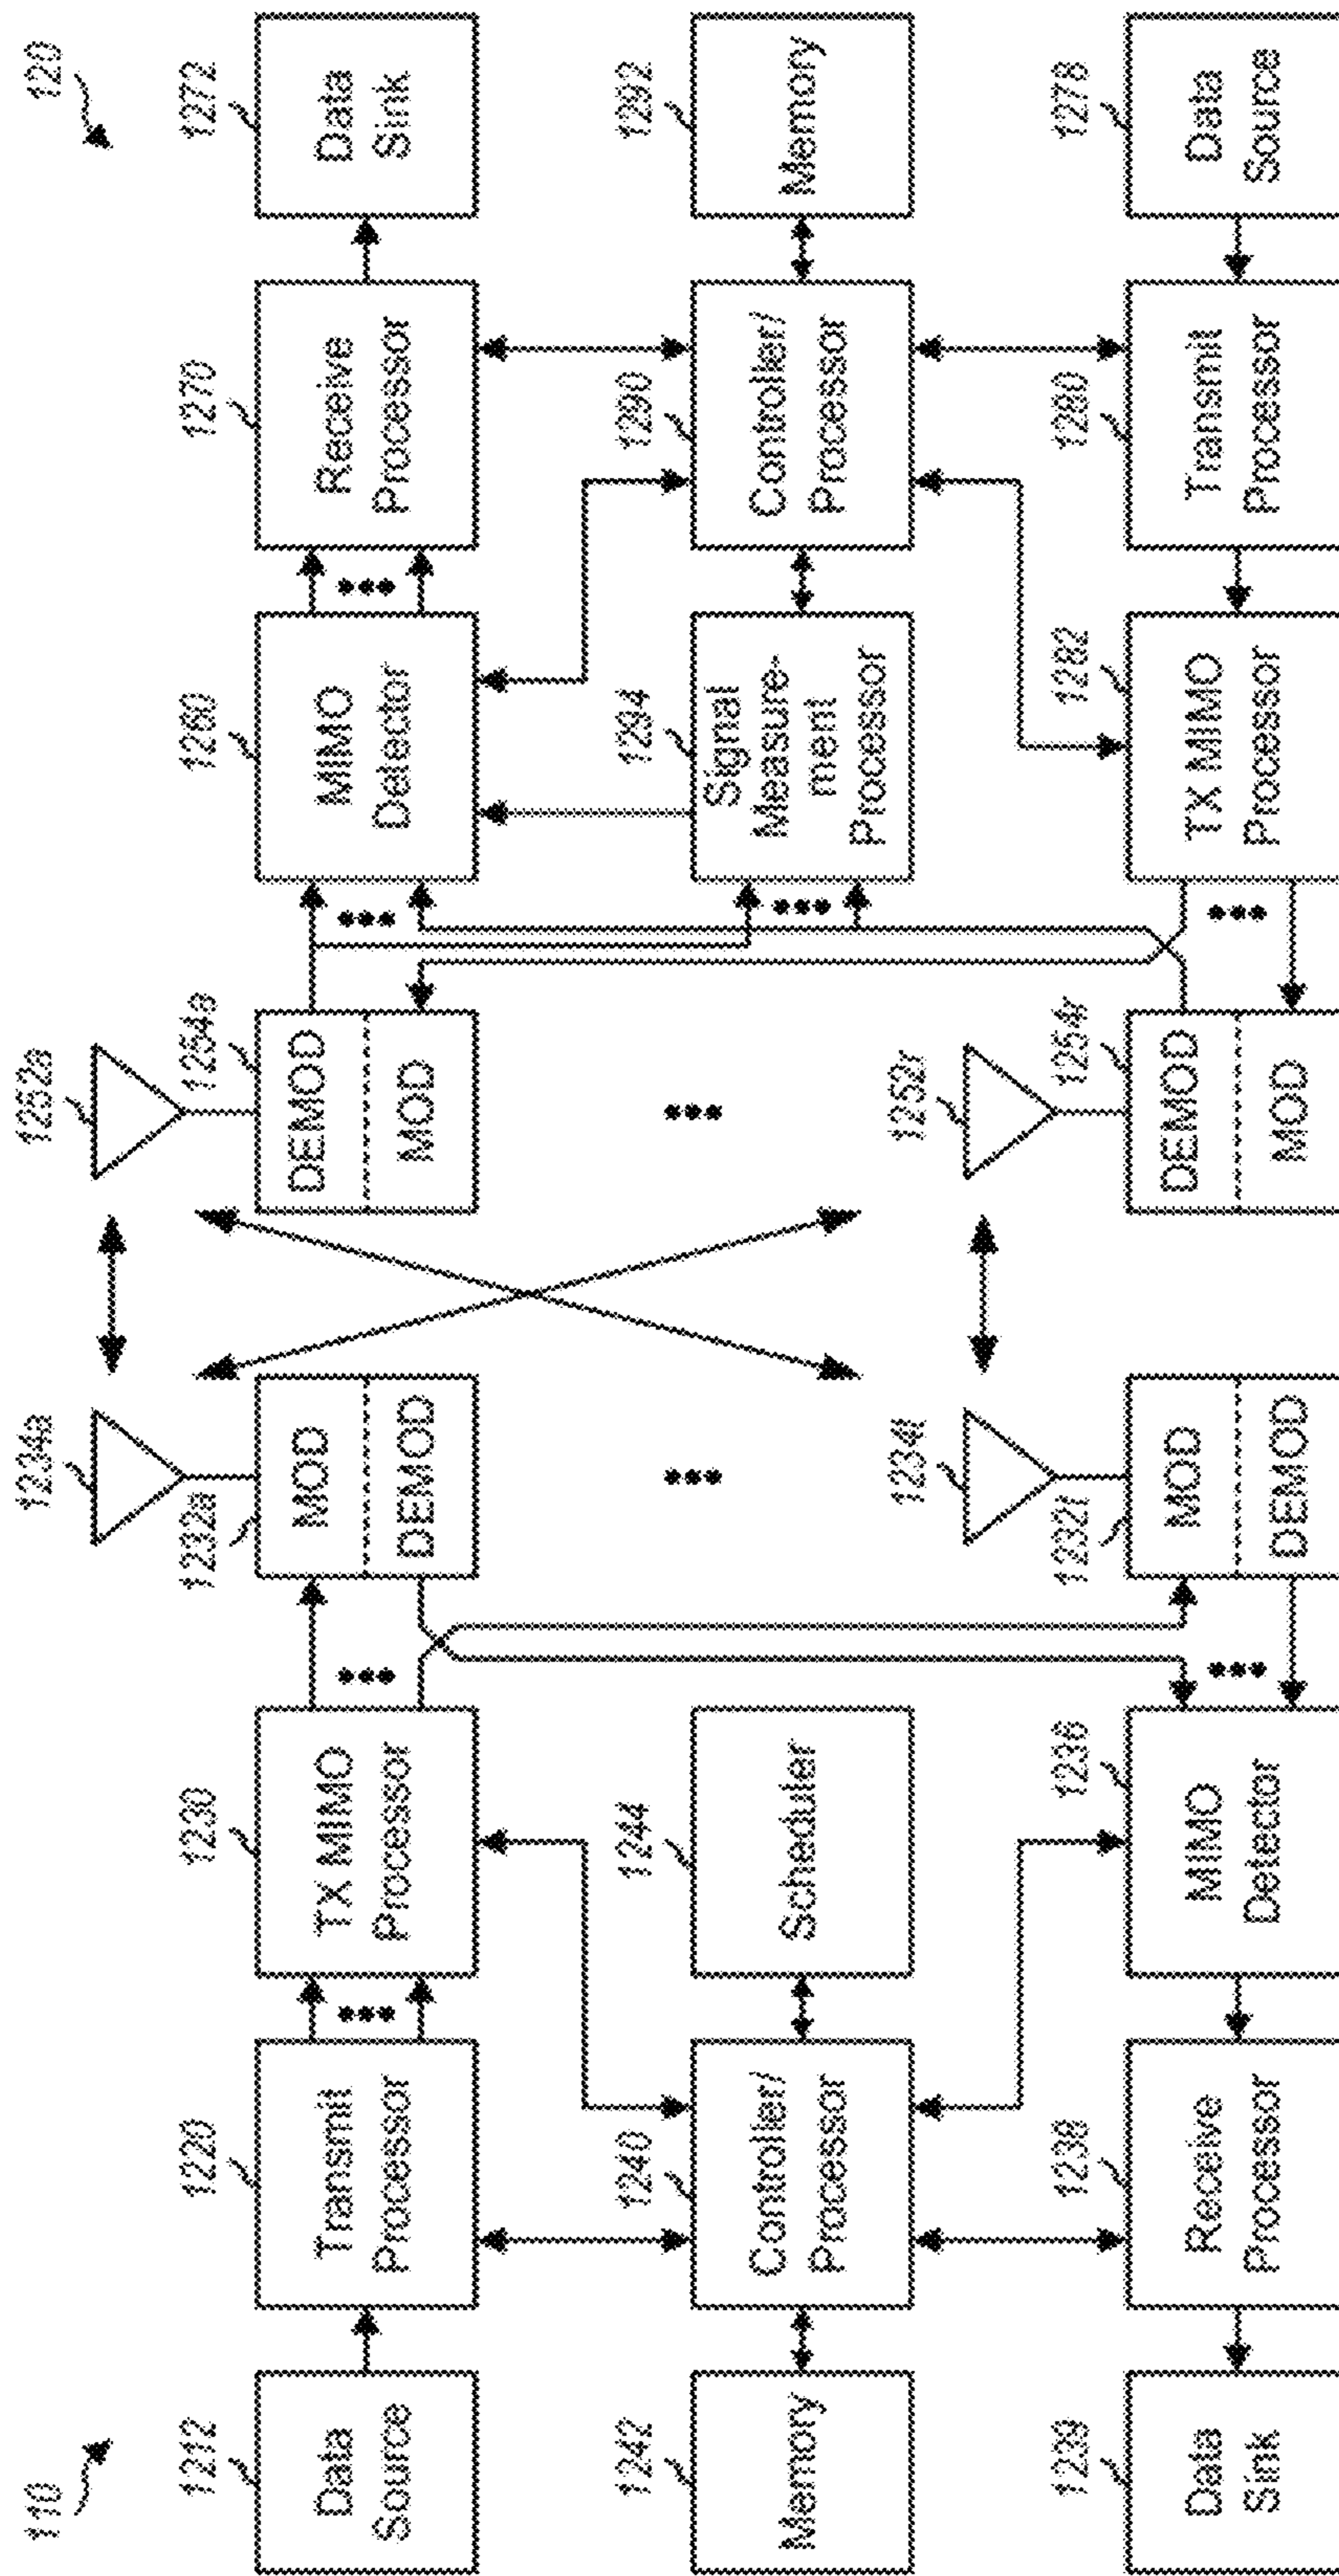 110
120
1234a
1252a
1212
1220
1230
1232a
1254a
1260
1270
1272
Data
Source
Transmit
Processor
TX MIMO
Processor
MOD
DEMOD
DEMOD
MOD
MIMO
Detector
Receive
Processor
Data
Sink
1242
1240
1244
1294
1290
1292
Memory
Controller/
Processor
Scheduler
Signal
Measure-
ment
Processor
Controller/
Processor
Memory
1234t
1252r
1239
1238
1236
1232t
1254r
1282
1280
1278
Data
Sink
Receive
Processor
MIMO
Detector
MOD
DEMOD
DEMOD
MOD
TX MIMO
Processor
Transmit
Processor
Data
Source